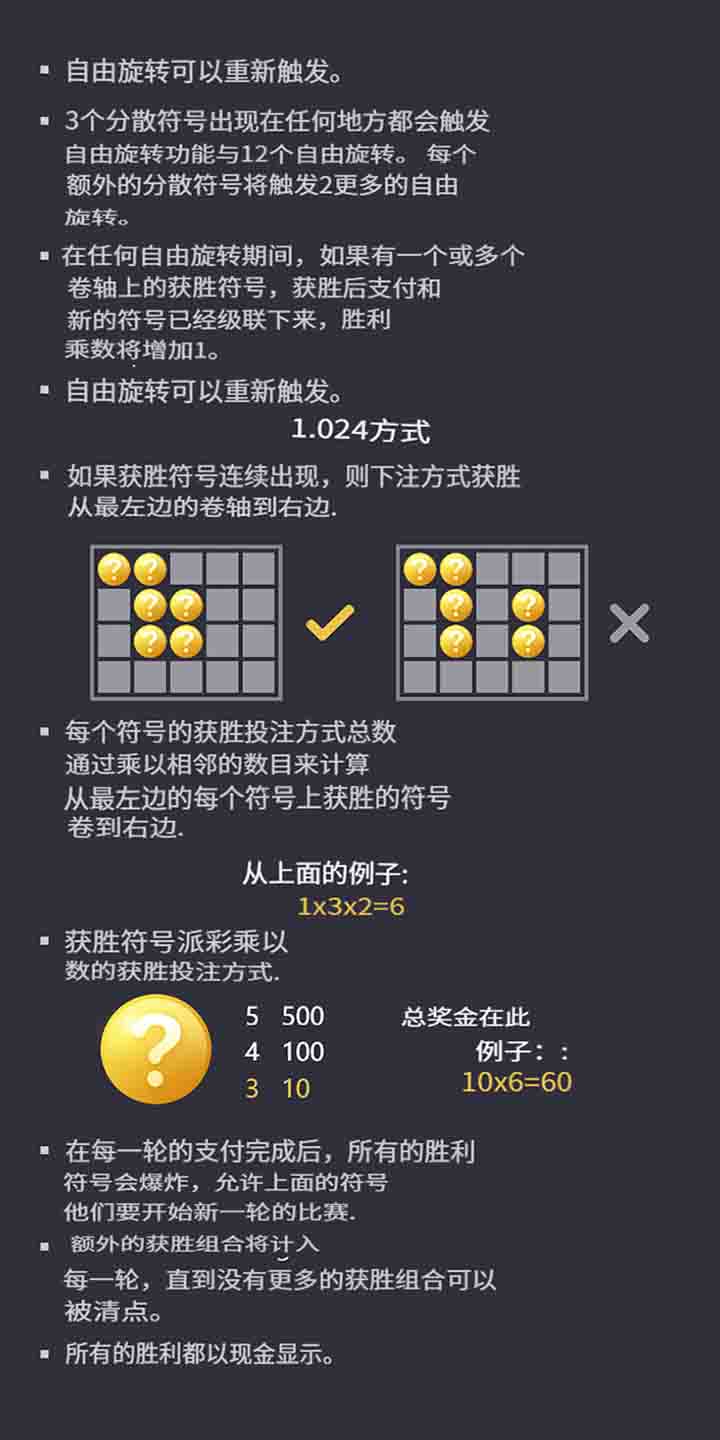 ▪ 自由旋转可以重新触发。
▪ 3个分散符号出现在任何地方都会触发
自由旋转功能与12个自由旋转。 每个
额外的分散符号将触发2更多的自由
旋转。
▪ 在任何自由旋转期间，如果有一个或多个
卷轴上的获胜符号，获胜后支付和
新的符号已经级联下来，胜利
乘数将增加1。
▪ 自由旋转可以重新触发。
1.024方式
▪ 如果获胜符号连续出现，则下注方式获胜
从最左边的卷轴到右边.
▪ 每个符号的获胜投注方式总数
通过乘以相邻的数目来计算
从最左边的每个符号上获胜的符号
卷到右边.
从上面的例子:
1x3x2=6
▪ 获胜符号派彩乘以
数的获胜投注方式.
?
5 500
4 100
3 10
总奖金在此
例子：:
10x6=60
▪ 在每一轮的支付完成后，所有的胜利
符号会爆炸，允许上面的符号
他们要开始新一轮的比赛.
▪ 额外的获胜组合将计入
每一轮，直到没有更多的获胜组合可以
被清点。
▪ 所有的胜利都以现金显示。